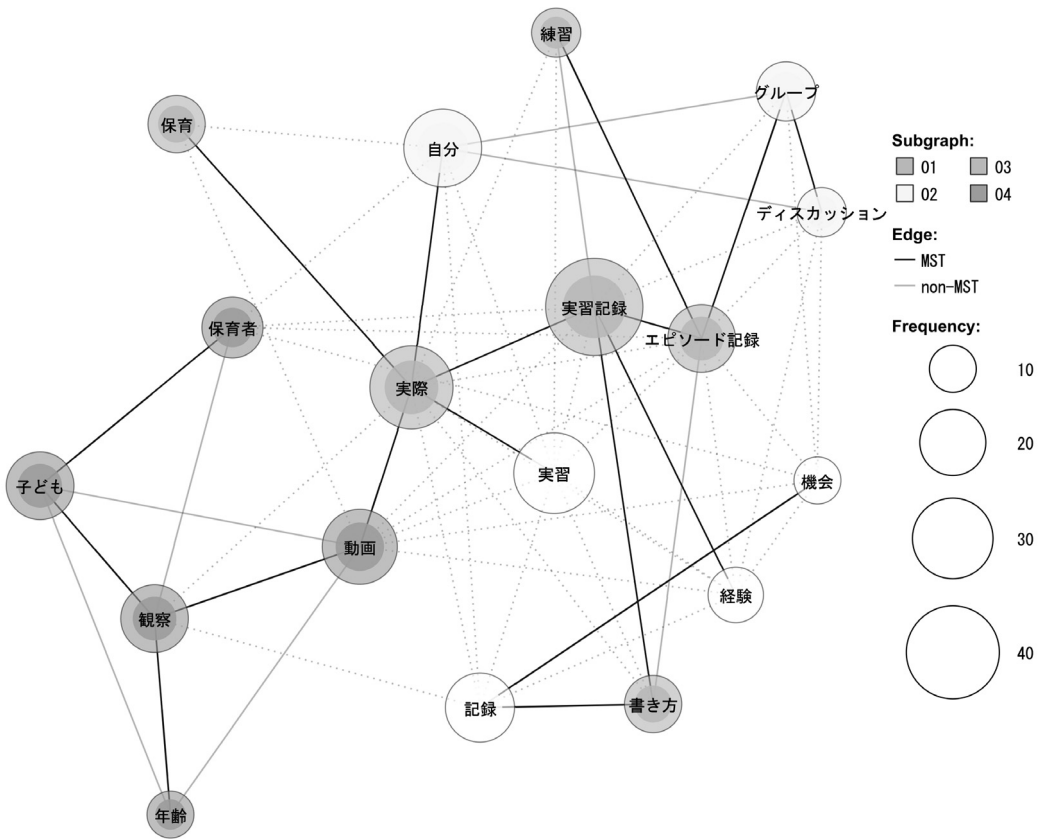 練習
グループ
保育
自分
Subgraph:
01
03
02
04
ディスカッション
Edge:
MST
non-MST
実習記録
保育者
エピソード記録
Frequency:
10
実際
20
実習
機会
子ども
30
動画
経験
観察
40
記録
書き方
年齢